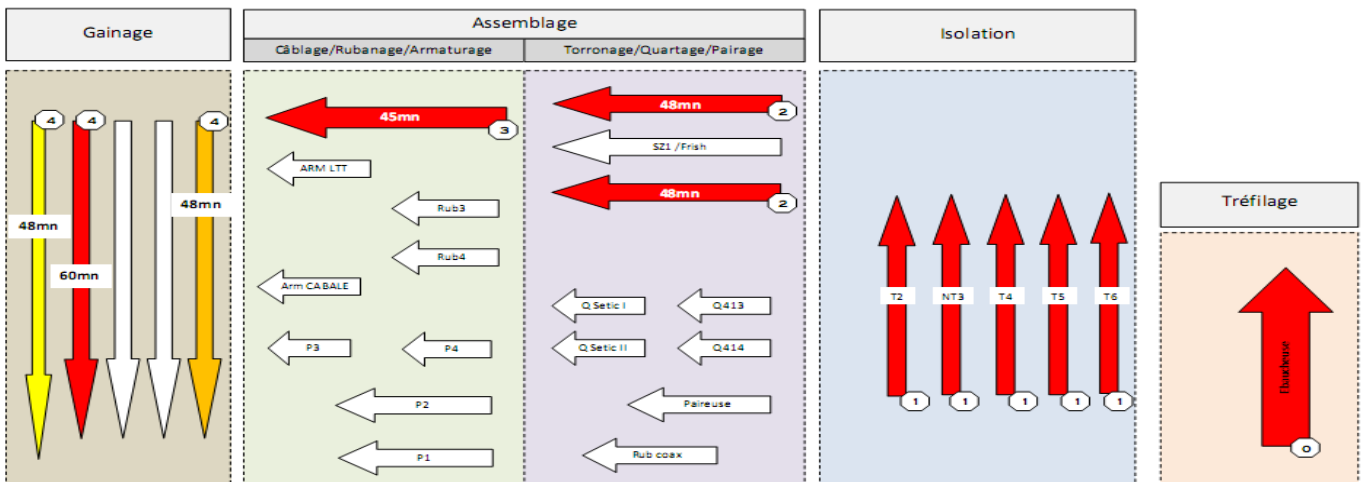 Gainage
4
4
4
48mn
60mn
48mn
Assemblage
Câblage/Rubanage/Armaturage
Torronage/Quartage/Pairage
45mn
3
ARM LTT
Rub3
Rub4
Arm CABALE
P3
P4
P2
P1
48mn
2
SZ1 /Frish
48mn
2
Q Setic I
Q413
Q Setic II
Q414
Paireuse
Rub coax
Isolation
T2
NT3
T4
T5
T6
1
1
1
1
1
Tréfilage
Ebaucheuse
0